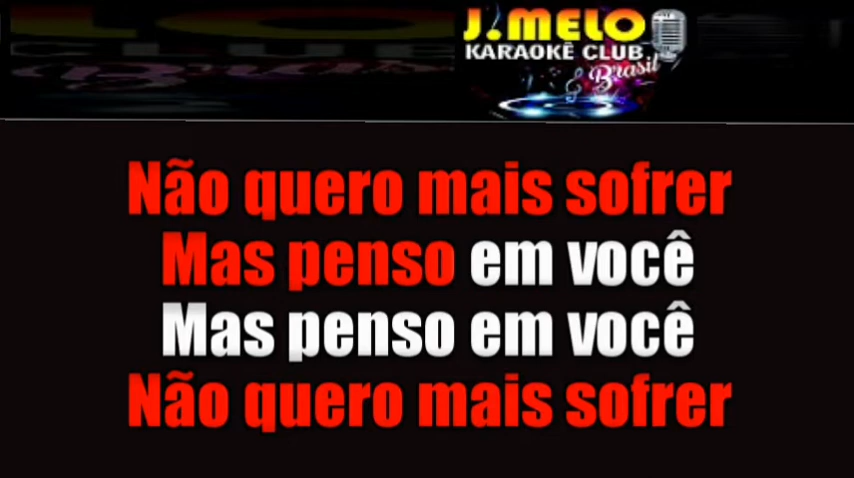 J. MELO
KARAOKÊ CLUB
Brasil
Não quero mais sofrer
Mas penso em você
Mas penso em você
Não quero mais sofrer